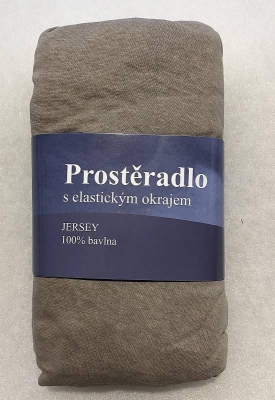 Prostěradlo
s elastickým okrajem
JERSEY
100% bavlna